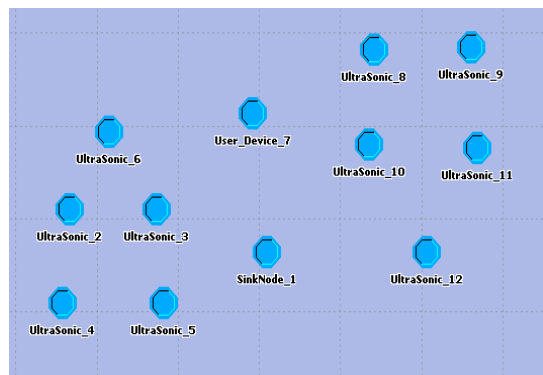 UltraSonic_8
UltraSonic_9
User_Device_7
UltraSonic_6
UltraSonic_10
UltraSonic_11
UltraSonic_2
UltraSonic_3
SinkNode_1
UltraSonic_12
UltraSonic_4
UltraSonic_5